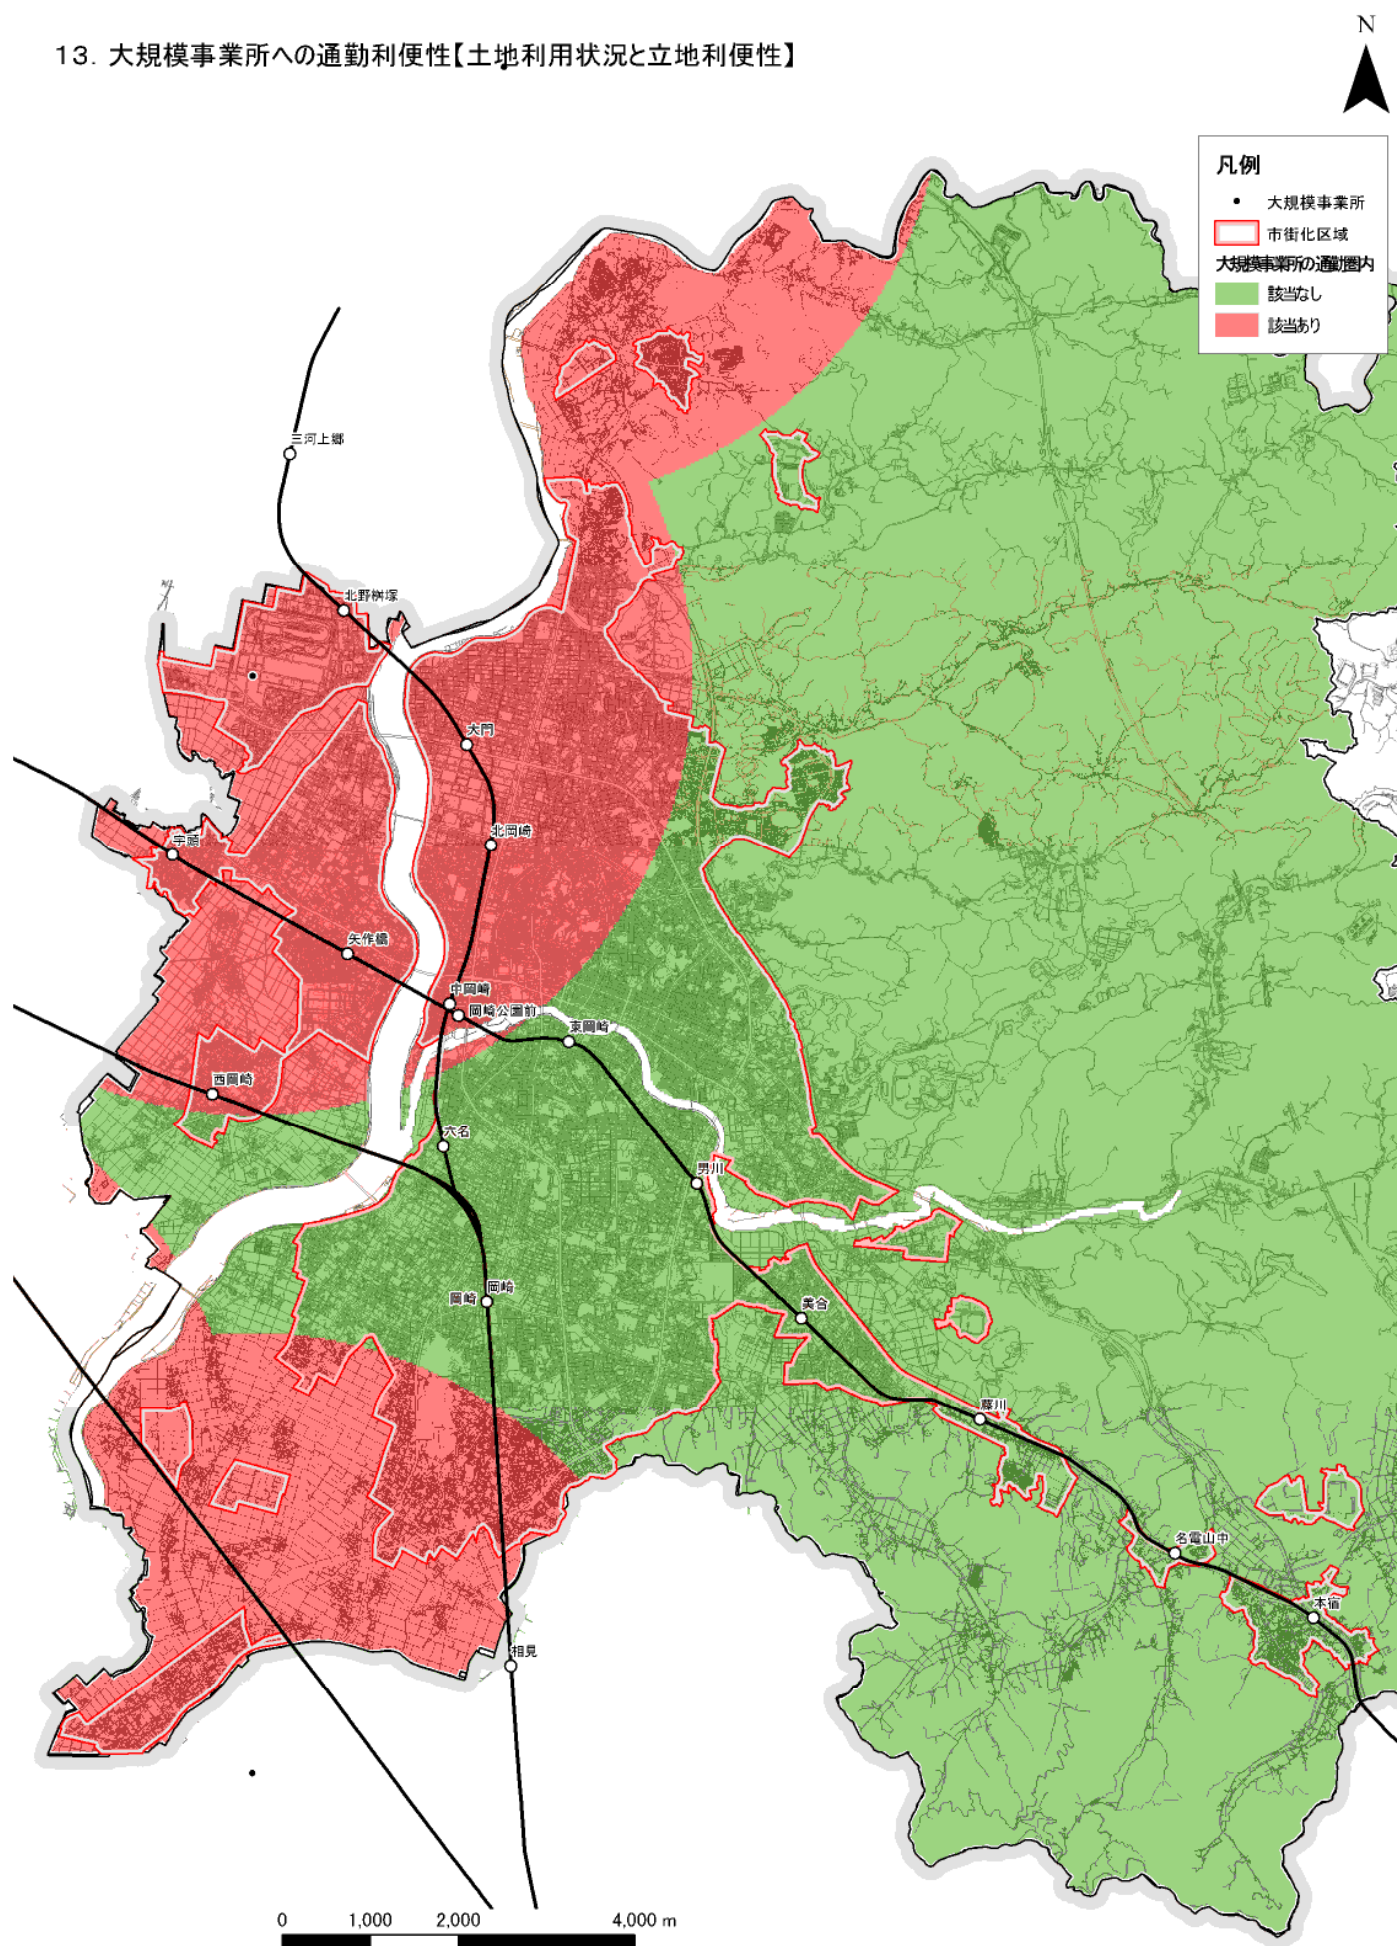 13. 大規模事業所への通勤利便性【土地利用状況と立地利便性】
N
凡例
大規模事業所
市街化区域
大規模事業所の通勤圏内
該当なし
該当あり
三河上郷
北野桝塚
大門
北岡崎
宇頭
矢作橋
中岡崎
岡崎公園前
東岡崎
西岡崎
六名
男川
岡崎
岡崎
美合
藤川
名電山中
本宿
相見
0 1,000 2,000 4,000 m